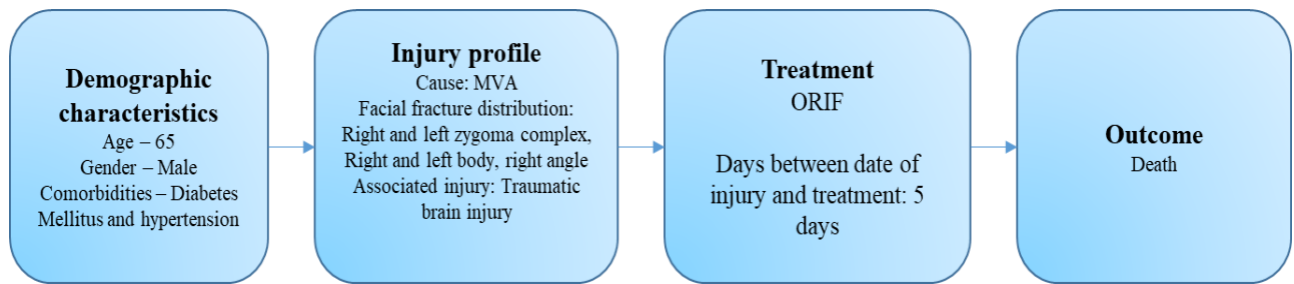 Demographic
characteristics
Age – 65
Gender – Male
Comorbidities – Diabetes
Mellitus and hypertension
Injury profile
Cause: MVA
Facial fracture distribution:
Right and left zygoma complex,
Right and left body, right angle
Associated injury: Traumatic
brain injury
Treatment
ORIF
Days between date of
injury and treatment: 5
days
Outcome
Death